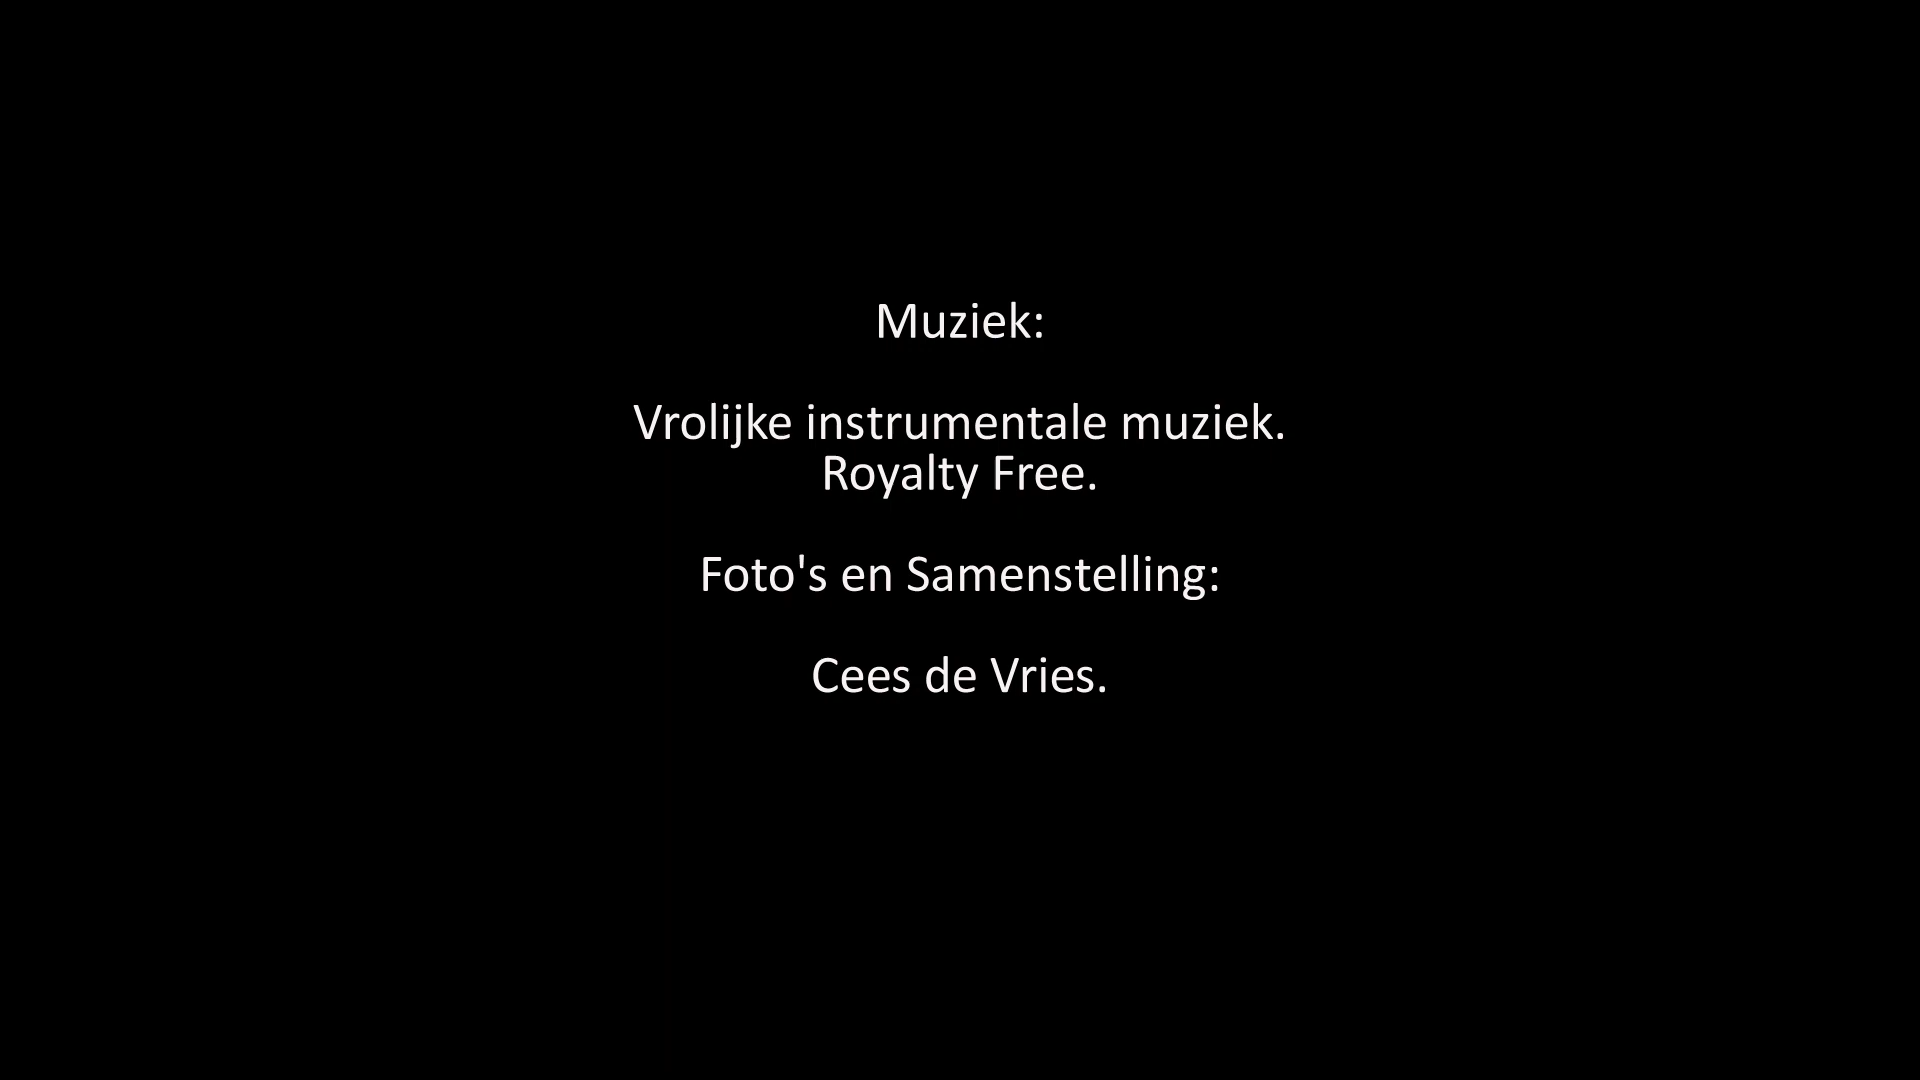 Muziek:
Vrolijke instrumentale muziek.
Royalty Free.
Foto's en Samenstelling:
Cees de Vries.